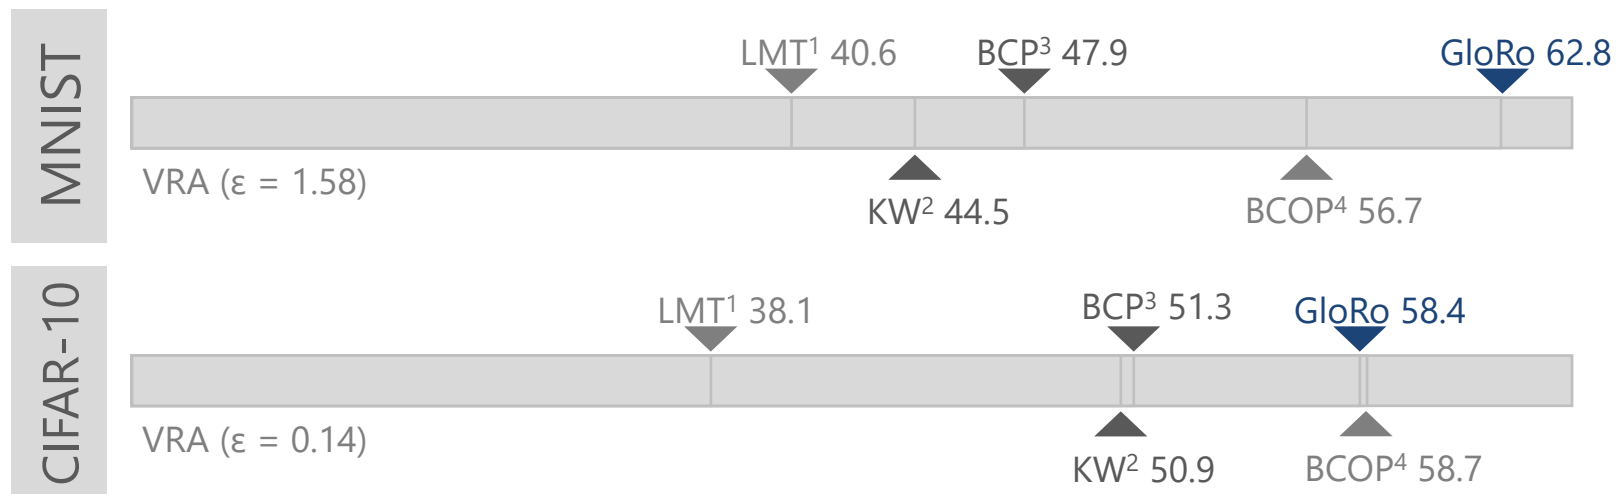 MNIST
LMT¹ 40.6
BCP³ 47.9
GloRo 62.8
VRA (ε = 1.58)
KW² 44.5
BCOP⁴ 56.7
CIFAR-10
LMT¹ 38.1
BCP³ 51.3
GloRo 58.4
VRA (ε = 0.14)
KW² 50.9
BCOP⁴ 58.7